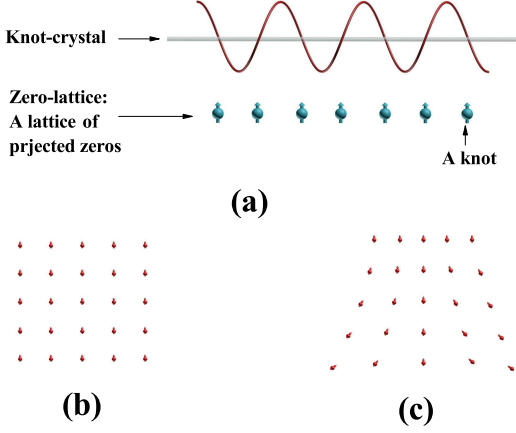 Knot-crystal
Zero-lattice:
A lattice of
prjected zeros
A knot
(a)
(b)
(c)